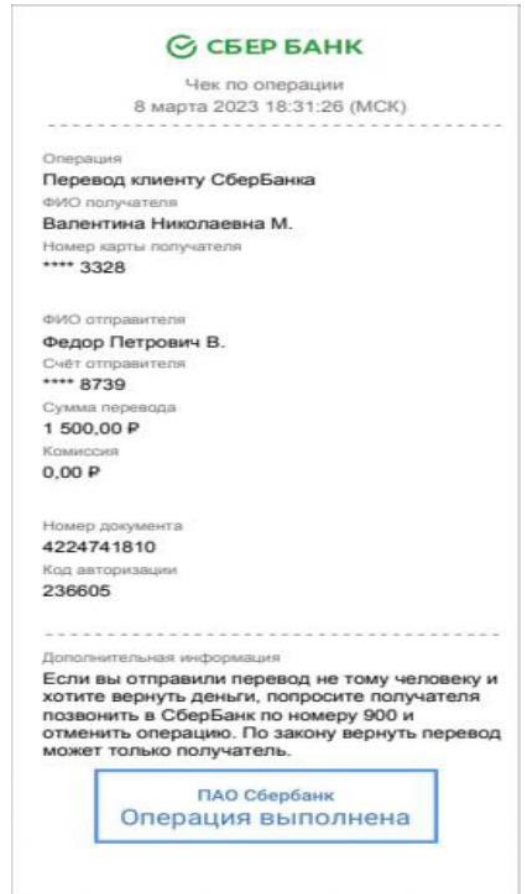 СБЕР БАНК
Чек по операции
8 марта 2023 18:31:26 (МСК)
Операция
Перевод клиенту СберБанка
ФИО получателя
Валентина Николаевна М.
Номер карты получателя
**** 3328
ФИО отправителя
Федор Петрович В.
Счёт отправителя
**** 8739
Сумма перевода
1 500,00 ₽
Комиссия
0,00 ₽
Номер документа
4224741810
Код авторизации
236605
Дополнительная информация
Если вы отправили перевод не тому человеку и
хотите вернуть деньги, попросите получателя
позвонить в СберБанк по номеру 900 и
отменить операцию. По закону вернуть перевод
может только получатель.
ПАО Сбербанк
Операция выполнена